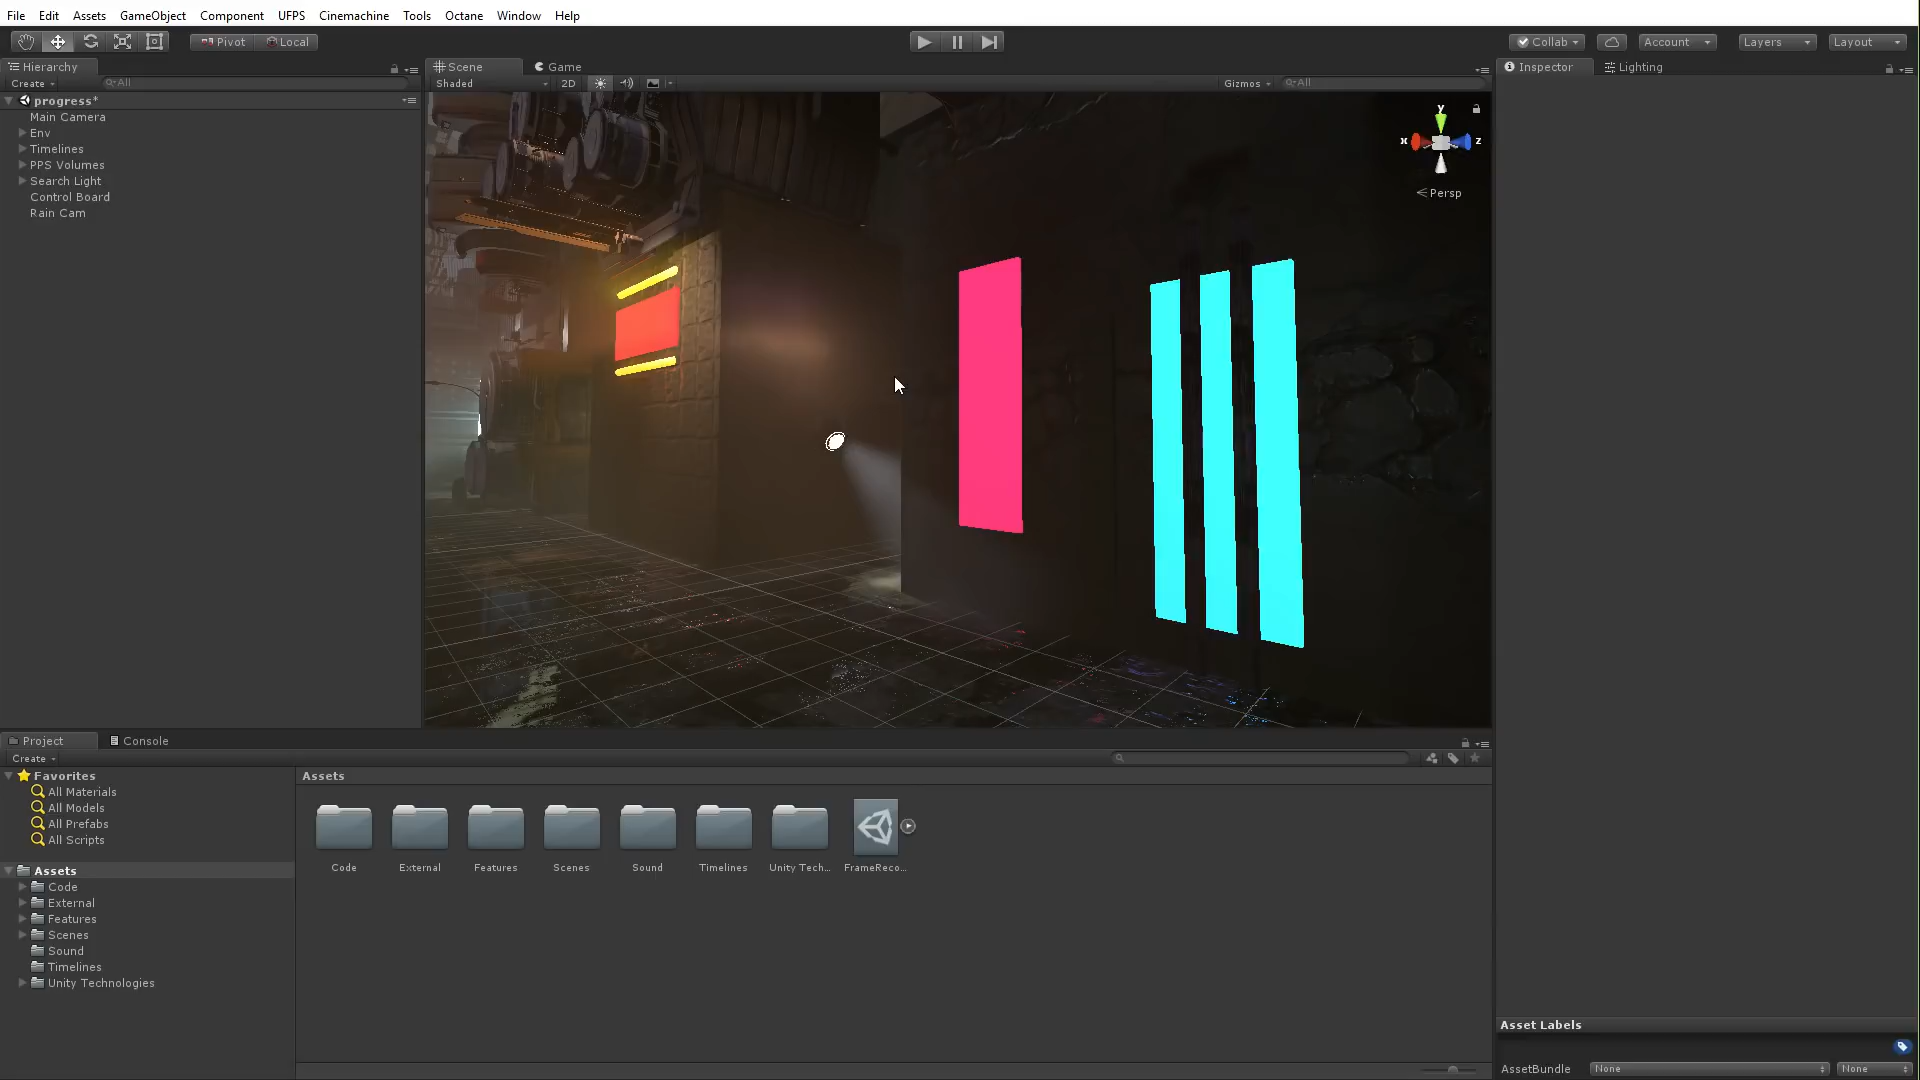 File Edit Assets GameObject Component UFPS Cinemachine Tools Octane Window Help
Pivot Local Collab Account Layers Layout
Hierarchy
Create All
progress*
Main Camera
Env
Timelines
PPS Volumes
Search Light
Control Board
Rain Cam
Scene Game
Shaded 2D Gizmos All
y
x z
Persp
Inspector Lighting
Project Console
Create
Favorites
All Materials
All Models
All Prefabs
All Scripts
Assets
Code
External
Features
Scenes
Sound
Timelines
Unity Technologies
Assets
Code External Features Scenes Sound Timelines Unity Tech... FrameReco...
Asset Labels
AssetBundle None None